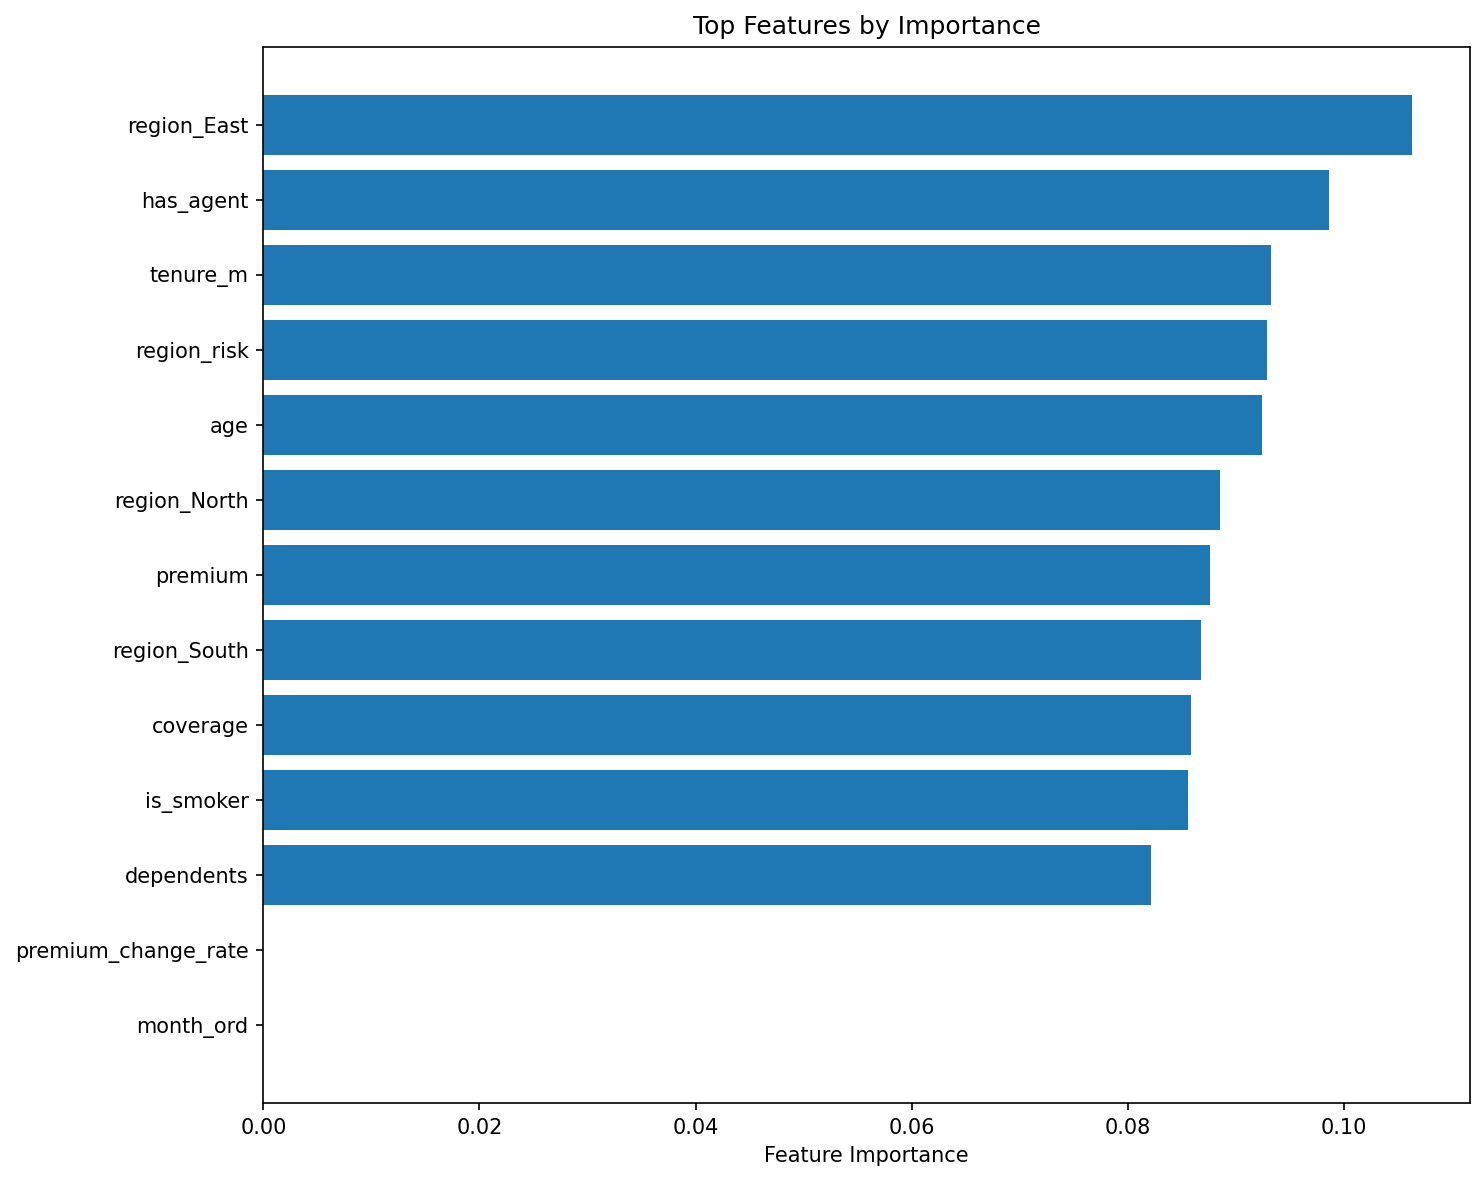 Top Features by Importance
region_East
has_agent
tenure_m
region_risk
age
region_North
premium
region_South
coverage
is_smoker
dependents
premium_change_rate
month_ord
0.00 0.02 0.04 0.06 0.08 0.10
Feature Importance